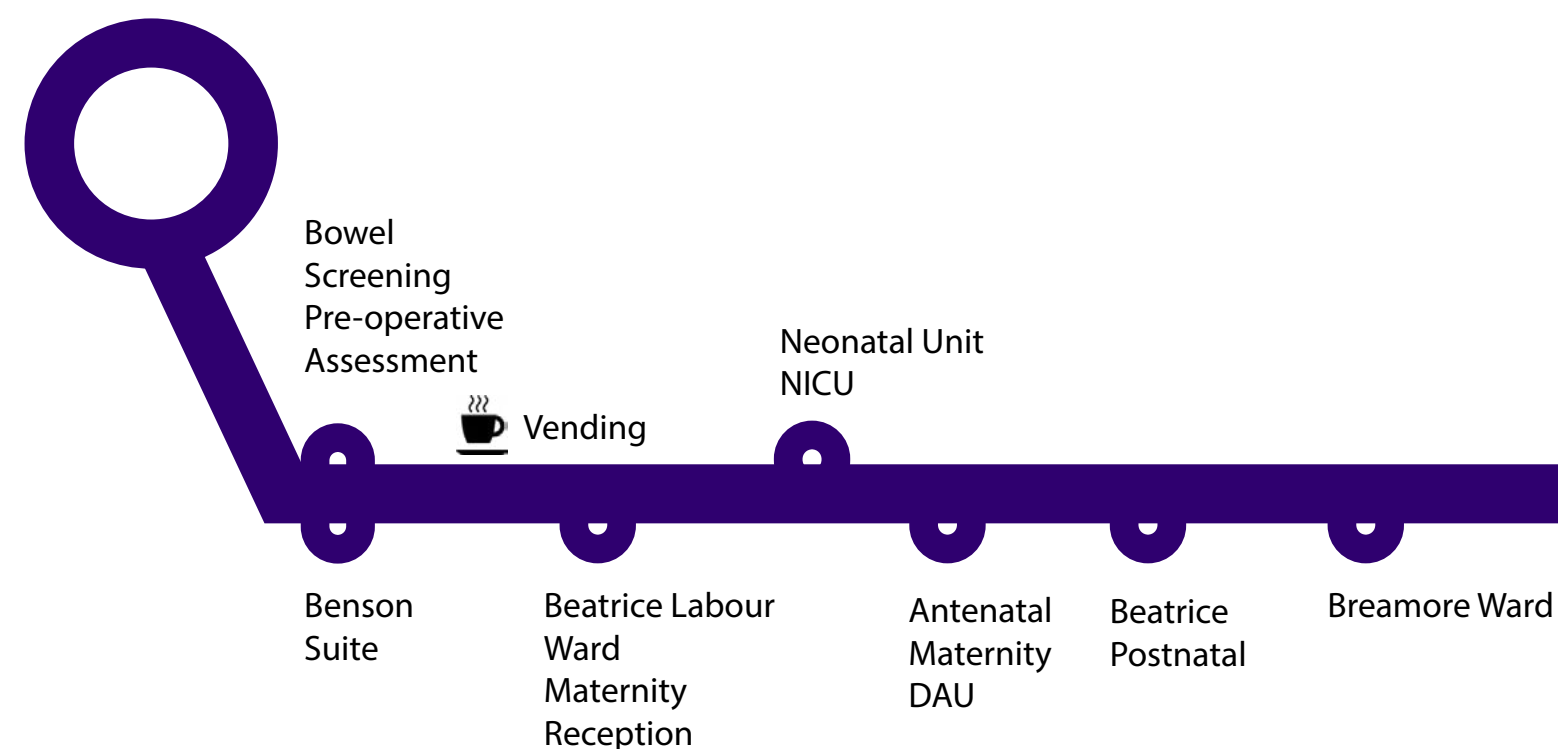 Bowel
Screening
Pre-operative
Assessment
Vending
Neonatal Unit
NICU
Benson
Suite
Beatrice Labour
Ward
Maternity
Reception
Antenatal
Maternity
DAU
Beatrice
Postnatal
Breamore Ward